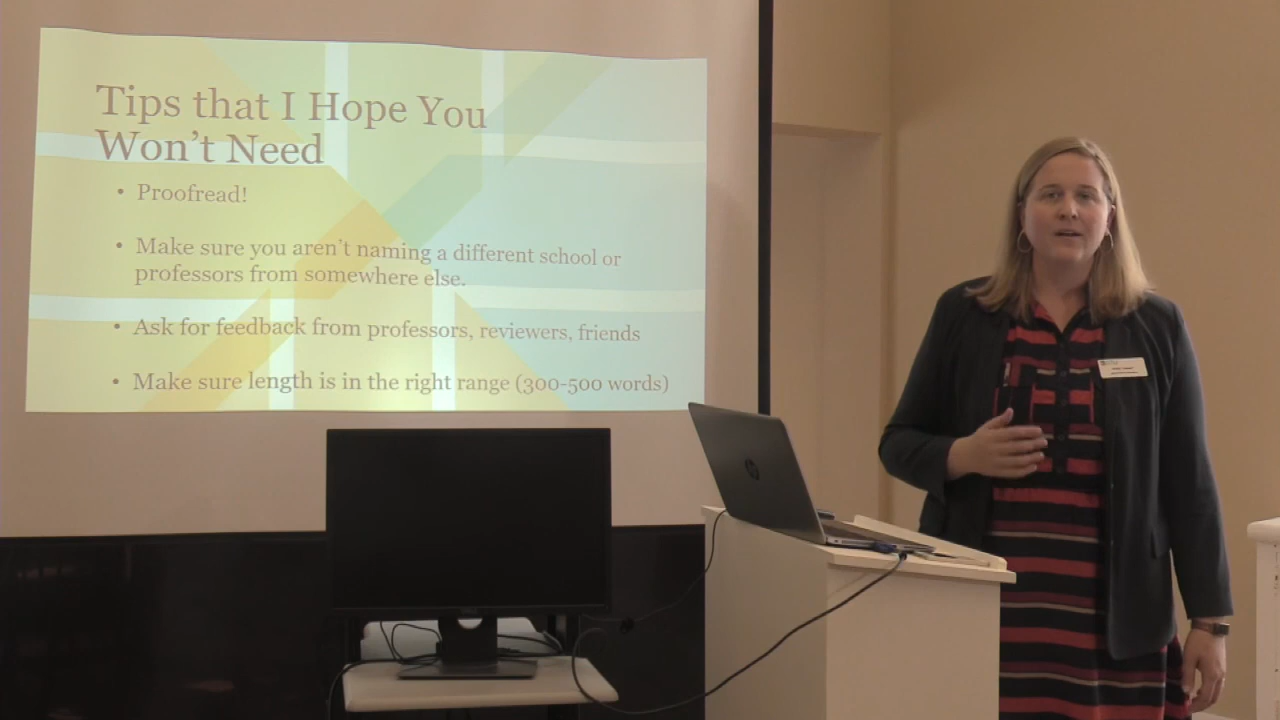 Tips that I Hope You
Won't Need
• Proofread!
• Make sure you aren't naming a different school or
professors from somewhere else.
• Ask for feedback from professors, reviewers, friends
• Make sure length is in the right range (300-500 words)
hp